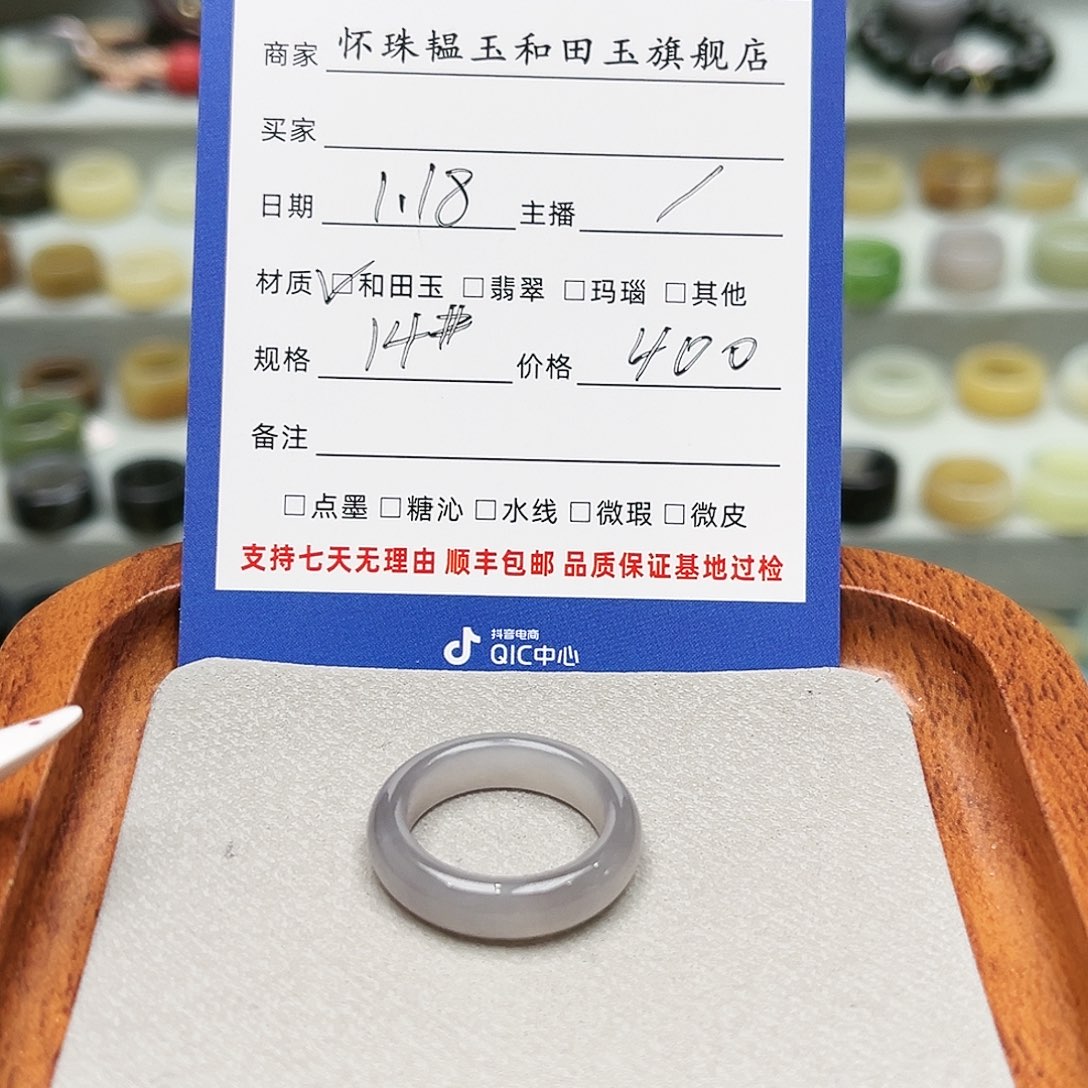 商家 怀珠韫玉和田玉旗舰店
买家
日期 1.18 主播 /
材质 ☑和田玉 □翡翠 □玛瑙 □其他
规格 14# 价格 400
备注
□点墨 □糖沁 □水线 □微瑕 □微皮
支持七天无理由 顺丰包邮 品质保证基地过检
抖音电商
QIC中心